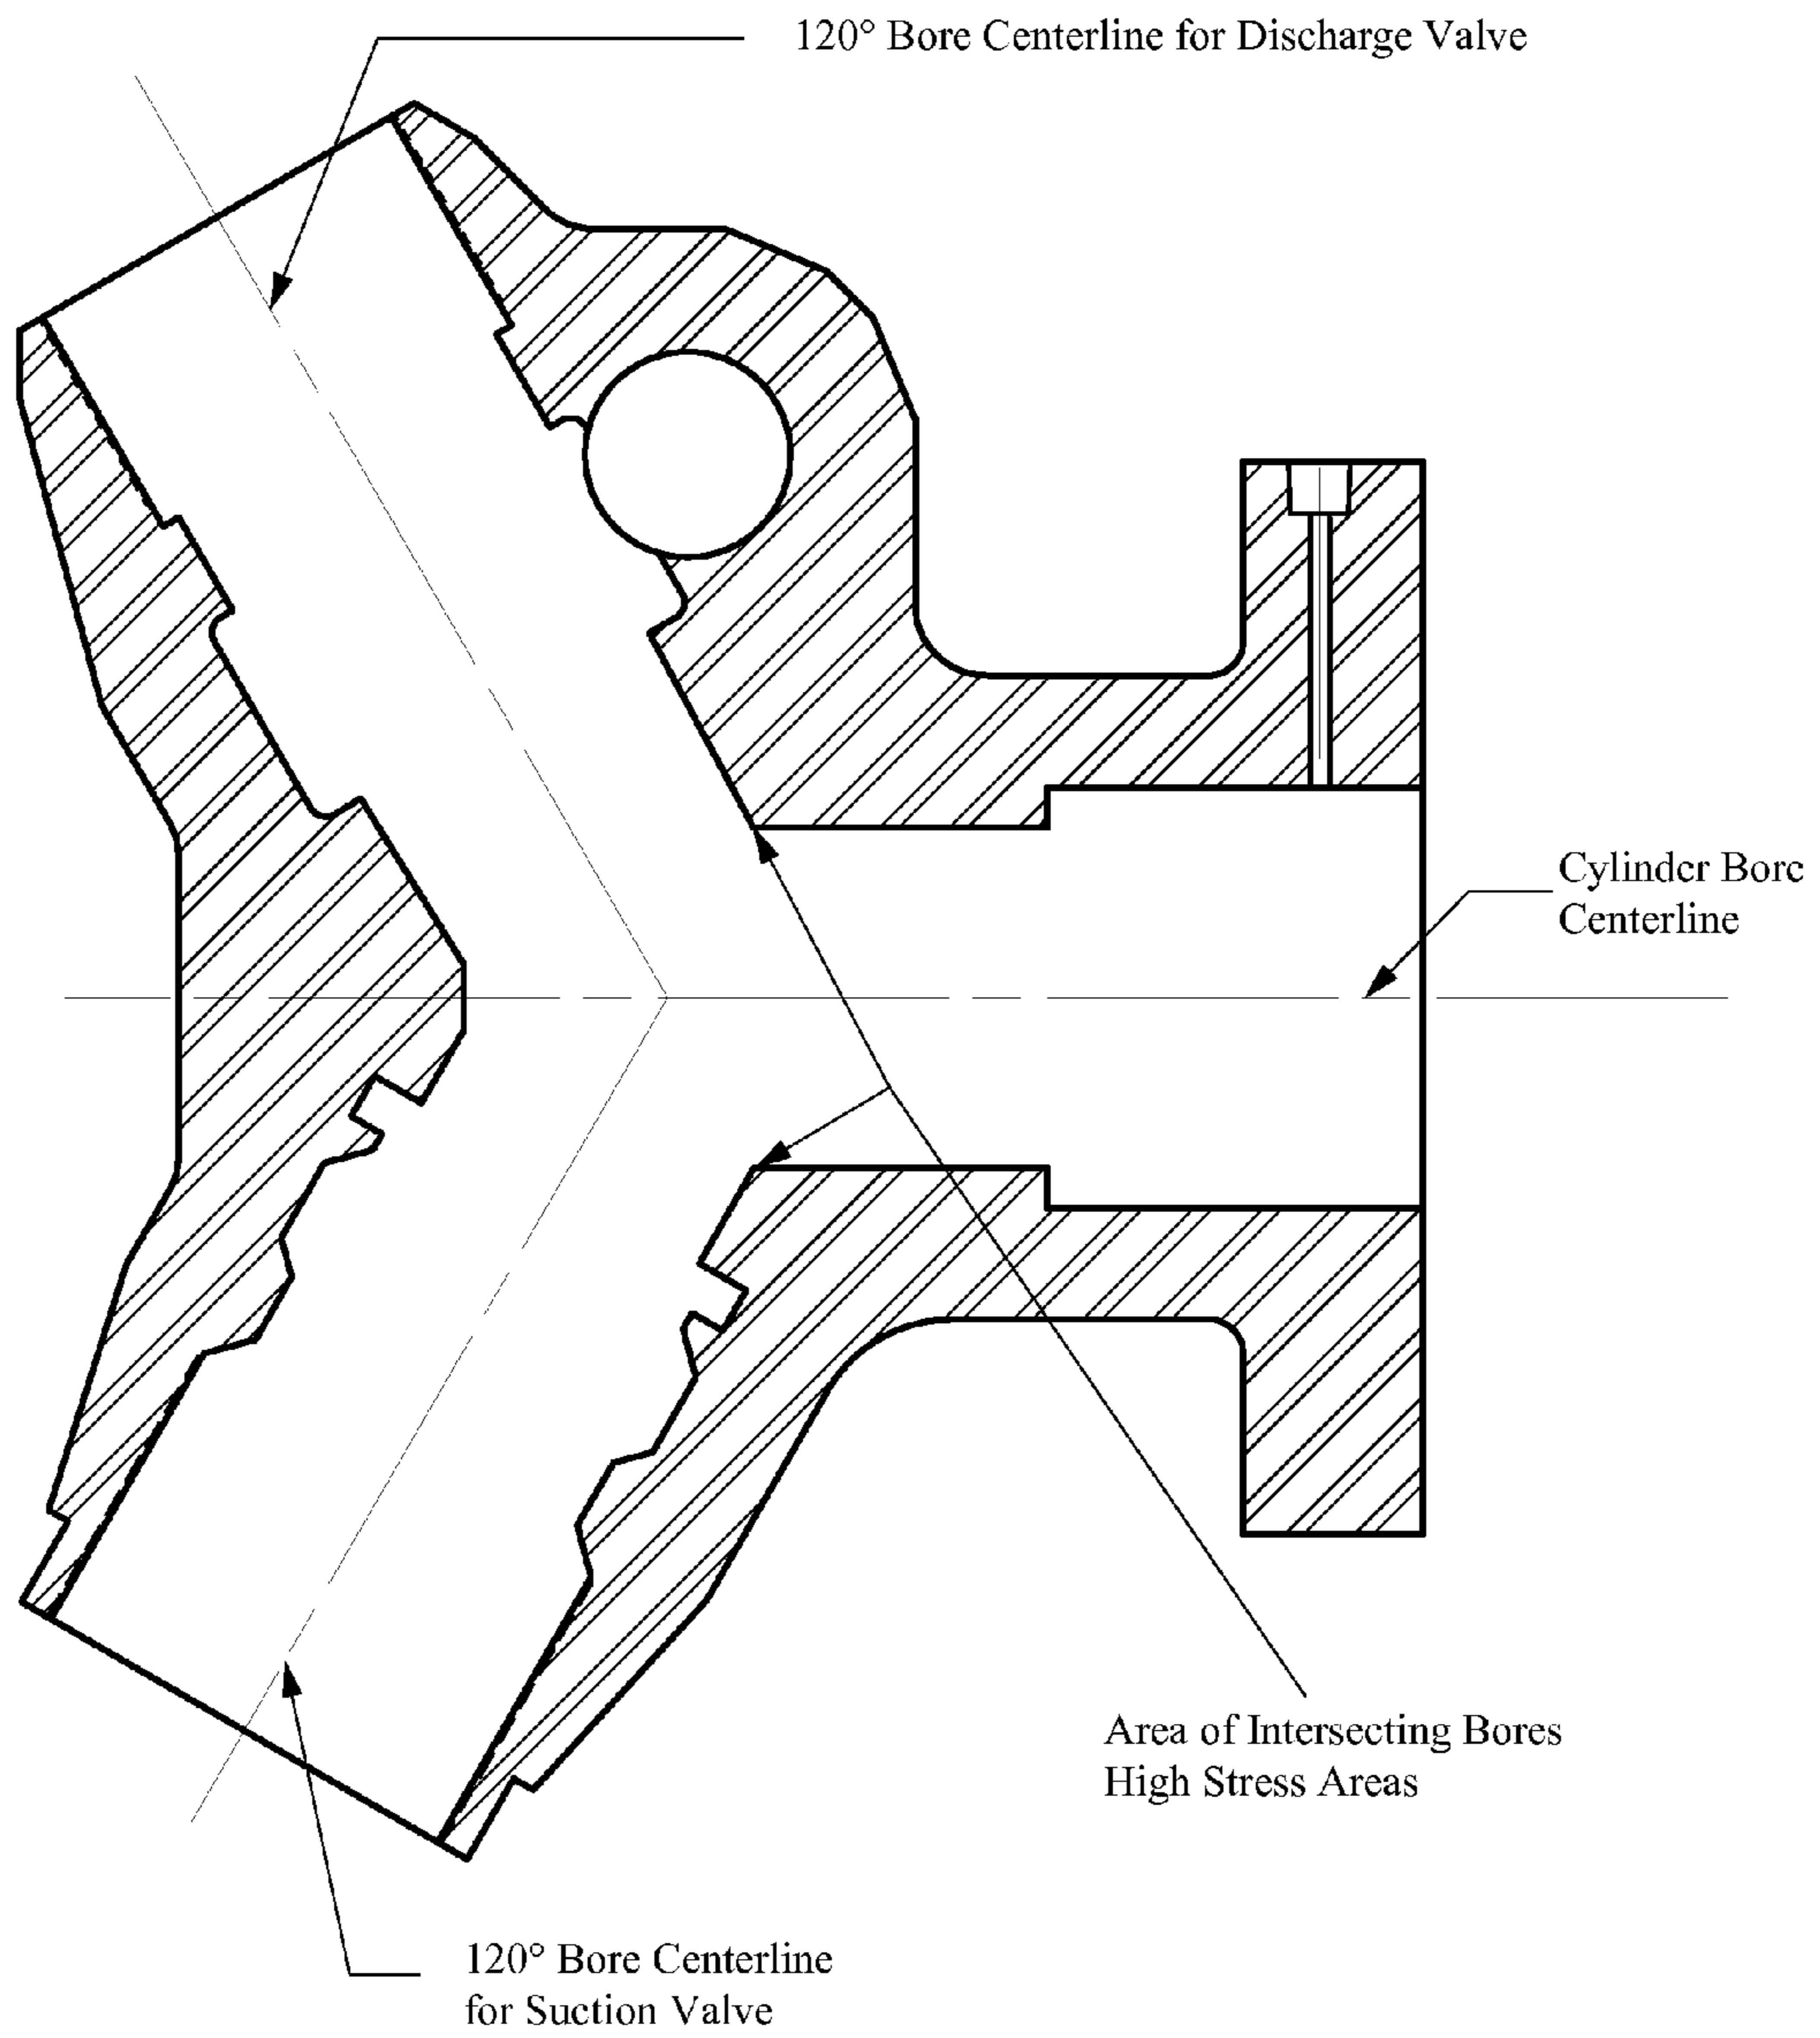 120° Bore Centerline for Discharge Valve
Cylinder Bore
Centerline
Area of Intersecting Bores
High Stress Areas
120° Bore Centerline
for Suction Valve